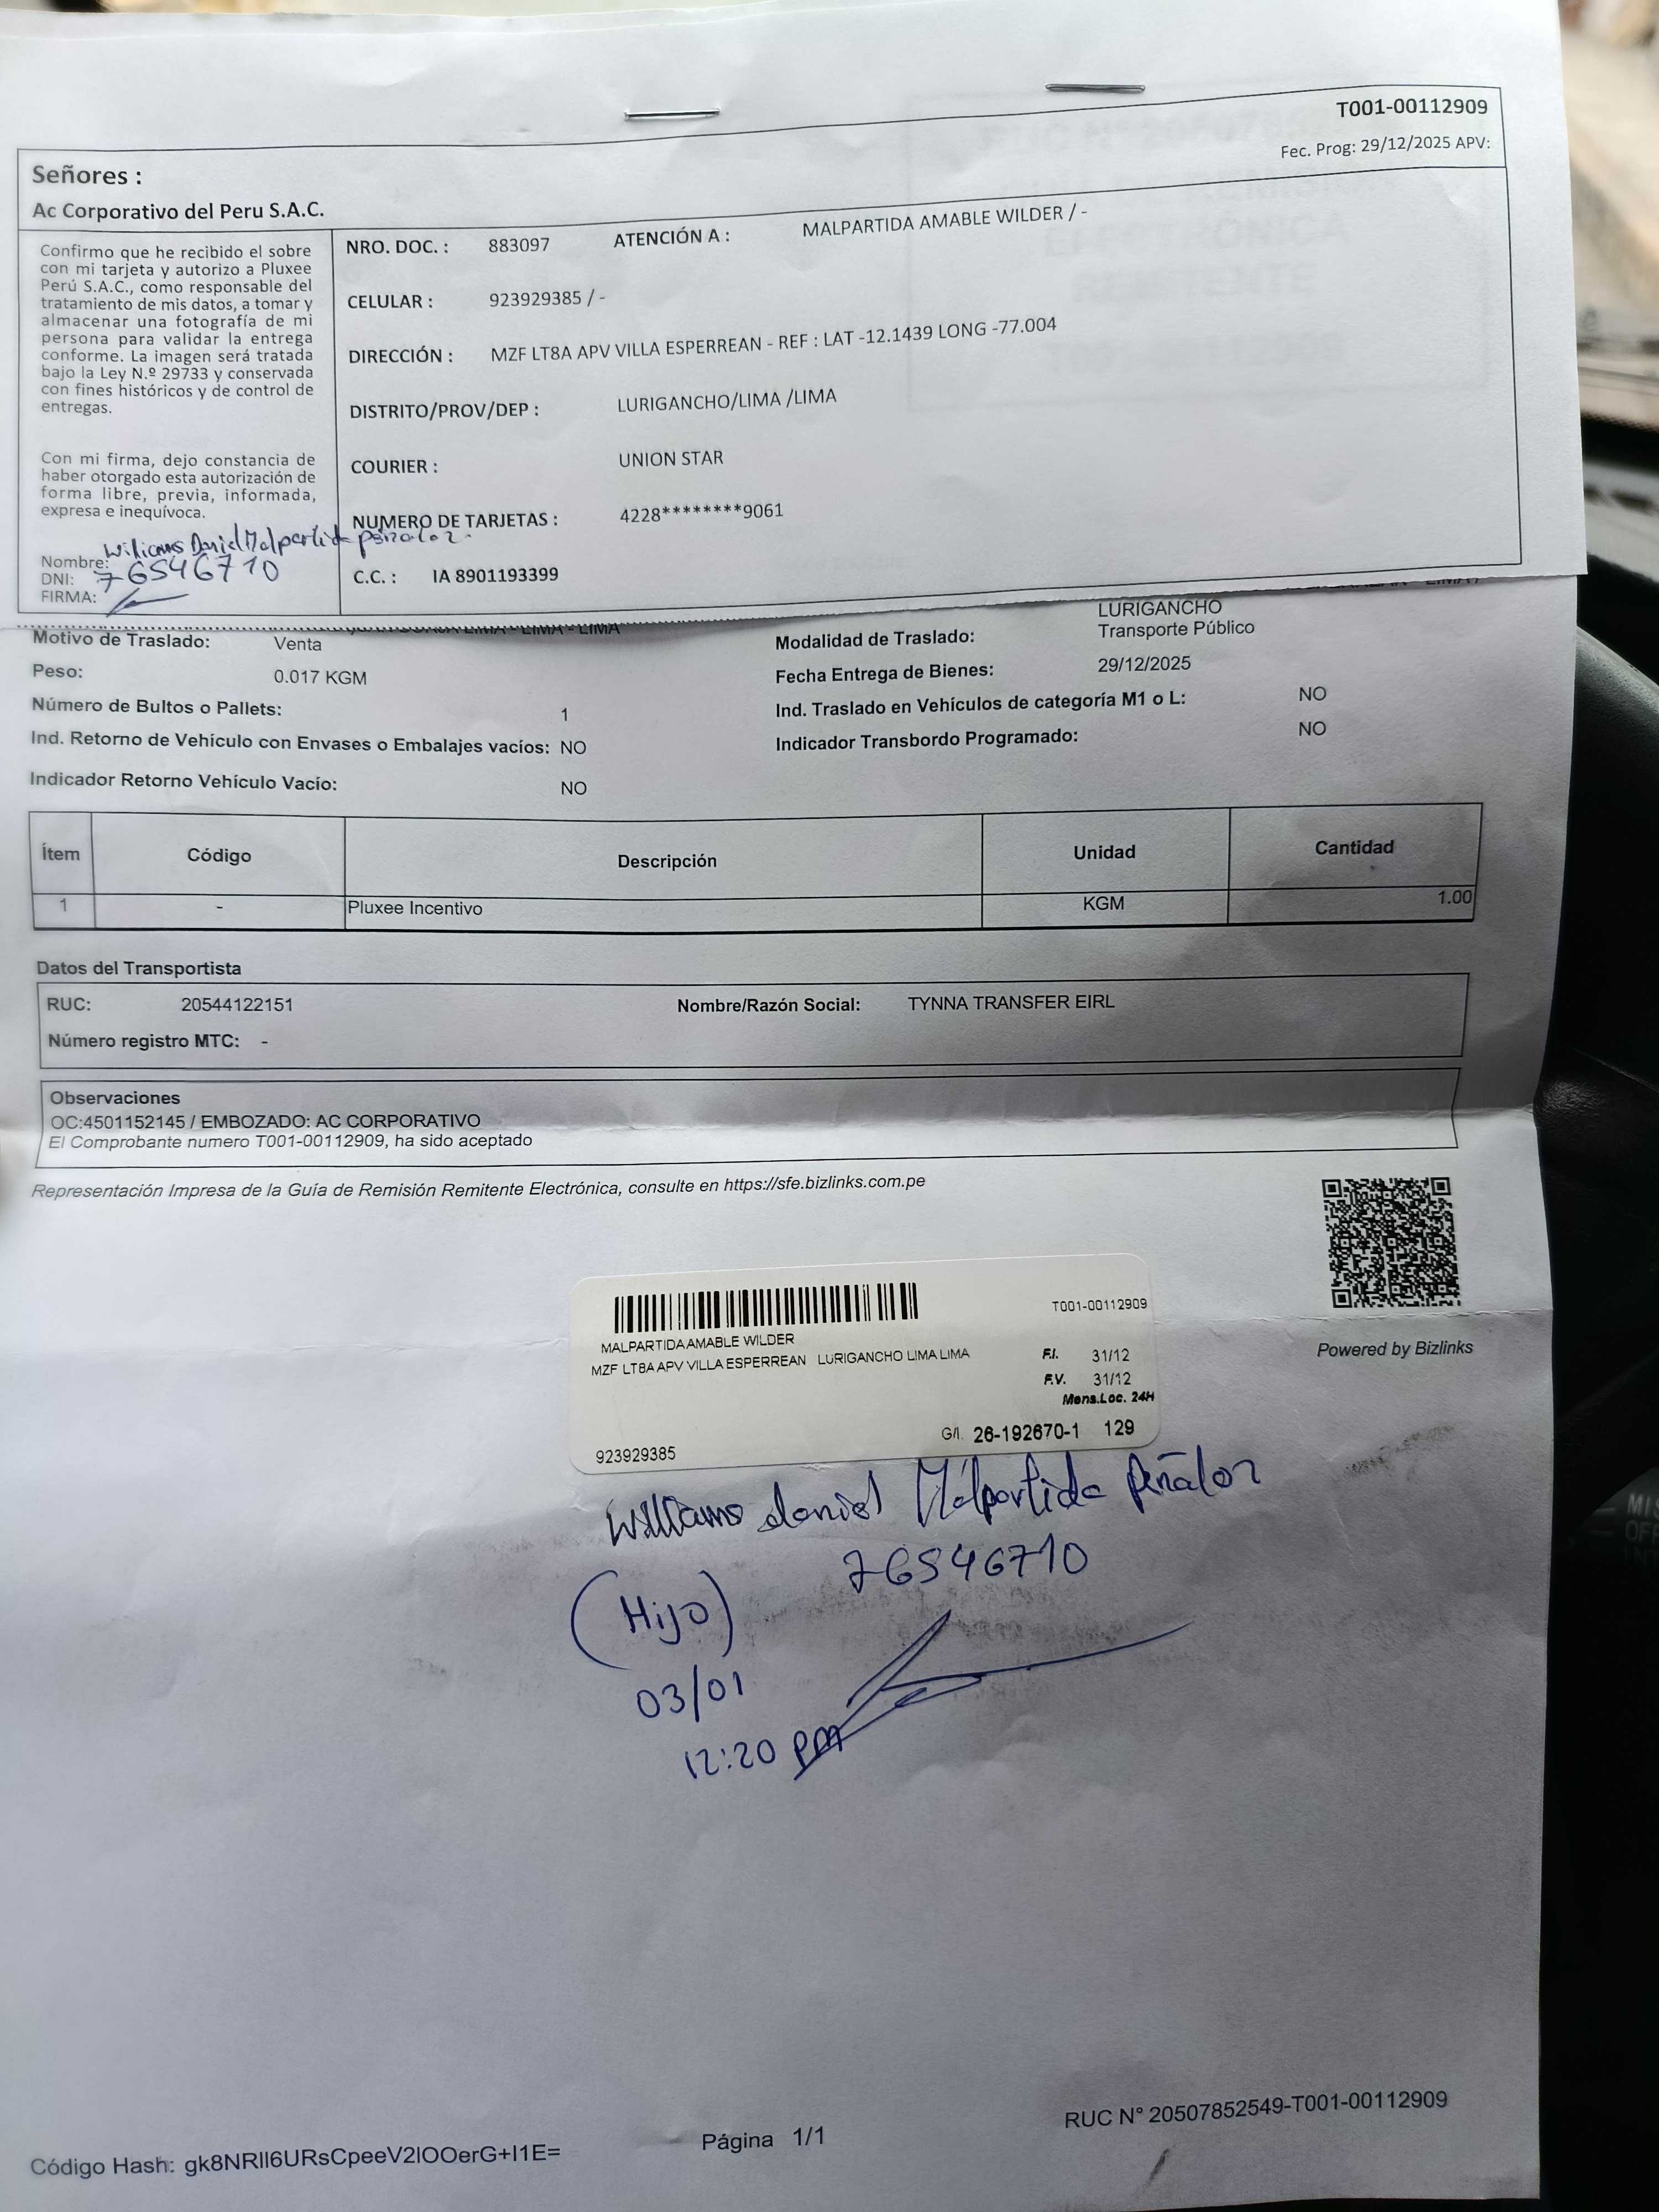 T001-00112909
Fec. Prog: 29/12/2025 APV:
Señores :
Ac Corporativo del Peru S.A.C.
Confirmo que he recibido el sobre
con mi tarjeta y autorizo a Pluxee
Perú S.A.C., como responsable del
tratamiento de mis datos, a tomar y
almacenar una fotografía de mi
persona para validar la entrega
conforme. La imagen será tratada
bajo la Ley N.º 29733 y conservada
con fines históricos y de control de
entregas.
Con mi firma, dejo constancia de
haber otorgado esta autorización de
forma libre, previa, informada,
expresa e inequívoca.
Nombre: Williams Daniel Malpartida Peñaloz
DNI: 76546710
FIRMA:
NRO. DOC. : 883097 ATENCIÓN A : MALPARTIDA AMABLE WILDER / -
CELULAR : 923929385 / -
DIRECCIÓN : MZF LT8A APV VILLA ESPERREAN - REF : LAT -12.1439 LONG -77.004
DISTRITO/PROV/DEP : LURIGANCHO/LIMA /LIMA
COURIER : UNION STAR
NUMERO DE TARJETAS : 4228********9061
C.C. : IA 8901193399
LURIGANCHO
Motivo de Traslado: Venta Modalidad de Traslado: Transporte Público
Peso: 0.017 KGM Fecha Entrega de Bienes: 29/12/2025
Número de Bultos o Pallets: 1 Ind. Traslado en Vehículos de categoría M1 o L: NO
Ind. Retorno de Vehículo con Envases o Embalajes vacíos: NO Indicador Transbordo Programado: NO
Indicador Retorno Vehículo Vacío: NO
Ítem Código Descripción Unidad Cantidad
1 - Pluxee Incentivo KGM 1.00
Datos del Transportista
RUC: 20544122151 Nombre/Razón Social: TYNNA TRANSFER EIRL
Número registro MTC: -
Observaciones
OC:4501152145 / EMBOZADO: AC CORPORATIVO
El Comprobante numero T001-00112909, ha sido aceptado
Representación Impresa de la Guía de Remisión Remitente Electrónica, consulte en https://sfe.bizlinks.com.pe
Powered by Bizlinks
T001-00112909
MALPARTIDA AMABLE WILDER
MZF LT8A APV VILLA ESPERREAN LURIGANCHO LIMA LIMA
F.I. 31/12
F.V. 31/12
Mens.Loc. 24H
G/I. 26-192670-1 129
923929385
Williams daniel Malpartida Peñaloz
76546710
(Hijo)
03/01
12:20 pm
RUC N° 20507852549-T001-00112909
Página 1/1
Código Hash: gk8NRlI6URsCpeeV2lOOerG+I1E=